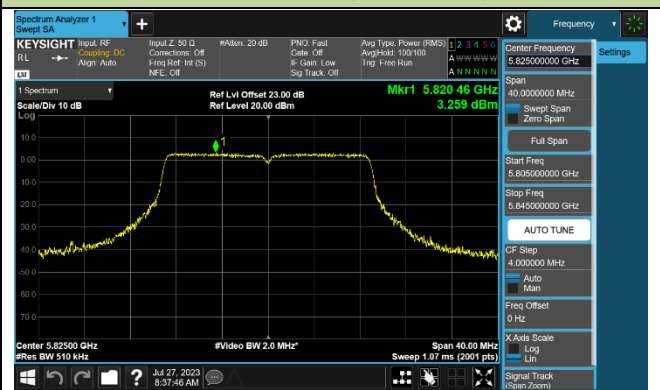 Spectrum Analyzer 1
Swept SA
Frequency
KEYSIGHT
RL
LXI
Input: RF
Coupling: DC
Align: Auto
Input Z: 50 Ω
Corrections: Off
Freq Ref: Int (S)
NFE: Off
#Atten: 20 dB
PNO: Fast
Gate: Off
IF Gain: Low
Sig Track: Off
Avg Type: Power (RMS)
Avg|Hold: 100/100
Trig: Free Run
1 2 3 4 5 6
A W W W W W
A N N N N N
1 Spectrum
Scale/Div 10 dB
Log
Ref Lvl Offset 23.00 dB
Ref Level 20.00 dBm
Mkr1 5.820 46 GHz
3.259 dBm
1
10.0
0.00
-10.0
-20.0
-30.0
-40.0
-50.0
-60.0
-70.0
Center 5.82500 GHz
#Res BW 510 kHz
#Video BW 2.0 MHz*
Span 40.00 MHz
Sweep 1.07 ms (2001 pts)
Center Frequency
5.825000000 GHz
Settings
Span
40.0000000 MHz
Swept Span
Zero Span
Full Span
Start Freq
5.805000000 GHz
Stop Freq
5.845000000 GHz
AUTO TUNE
CF Step
4.000000 MHz
Auto
Man
Freq Offset
0 Hz
X Axis Scale
Log
Lin
Signal Track
(Span Zoom)
?
Jul 27, 2023
8:37:46 AM